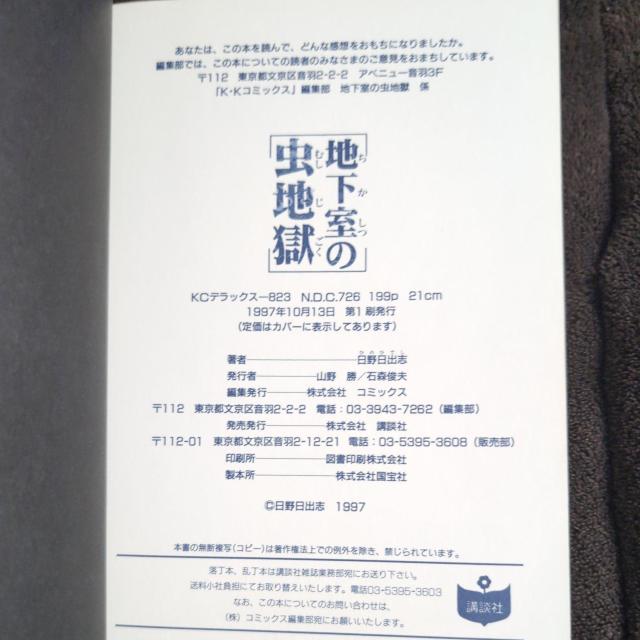 あなたは、この本を読んで、どんな感想をおもちになりましたか。
編集部では、この本についての読者のみなさまのご意見をおまちしています。
〒112 東京都文京区音羽2-2-2 アベニュー音羽3F
「K・Kコミックス」編集部 地下室の虫地獄 係
地下室の
ちかしつ
虫地獄
むしじごく
KCデラックス―823 N.D.C.726 199p 21cm
1997年10月13日 第1刷発行
(定価はカバーに表示してあります)
ひのひでし
著者―日野日出志
発行者―山野 勝/石森俊夫
編集発行―株式会社 コミックス
〒112 東京都文京区音羽2-2-2 電話:03-3943-7262(編集部)
発売発行―株式会社 講談社
〒112-01 東京都文京区音羽2-12-21 電話:03-5395-3608(販売部)
印刷所―図書印刷株式会社
製本所―株式会社国宝社
©日野日出志 1997
本書の無断複写(コピー)は著作権法上での例外を除き、禁じられています。
落丁本、乱丁本は講談社雑誌業務部宛にお送り下さい。
送料小社負担にてお取り替えいたします。電話03-5395-3603
なお、この本についてのお問い合わせは、
(株)コミックス編集部宛にお願いいたします。
講談社